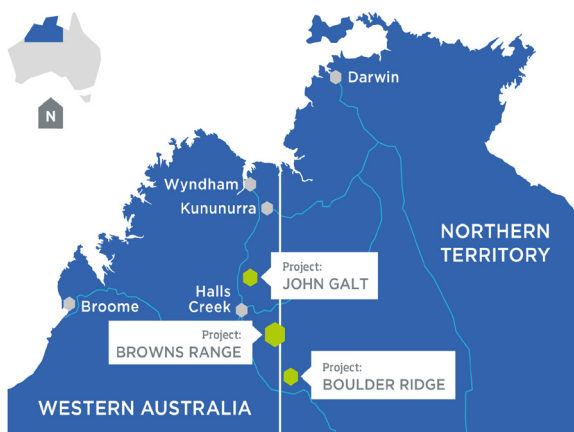 N
Darwin
Wyndham
Kununurra
NORTHERN
TERRITORY
Project:
JOHN GALT
Halls
Creek
Broome
Project:
BROWNS RANGE
Project:
BOULDER RIDGE
WESTERN AUSTRALIA